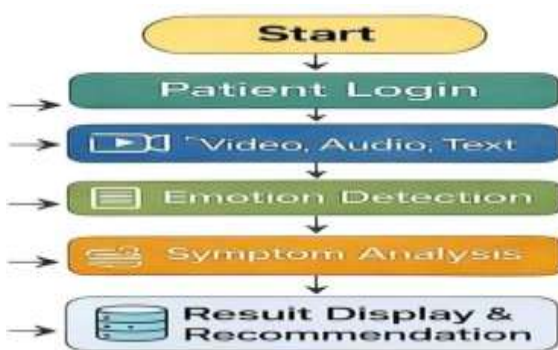 Start
Patient Login
Video, Audio, Text
Emotion Detection
Symptom Analysis
Resuit Display &
Recommendation